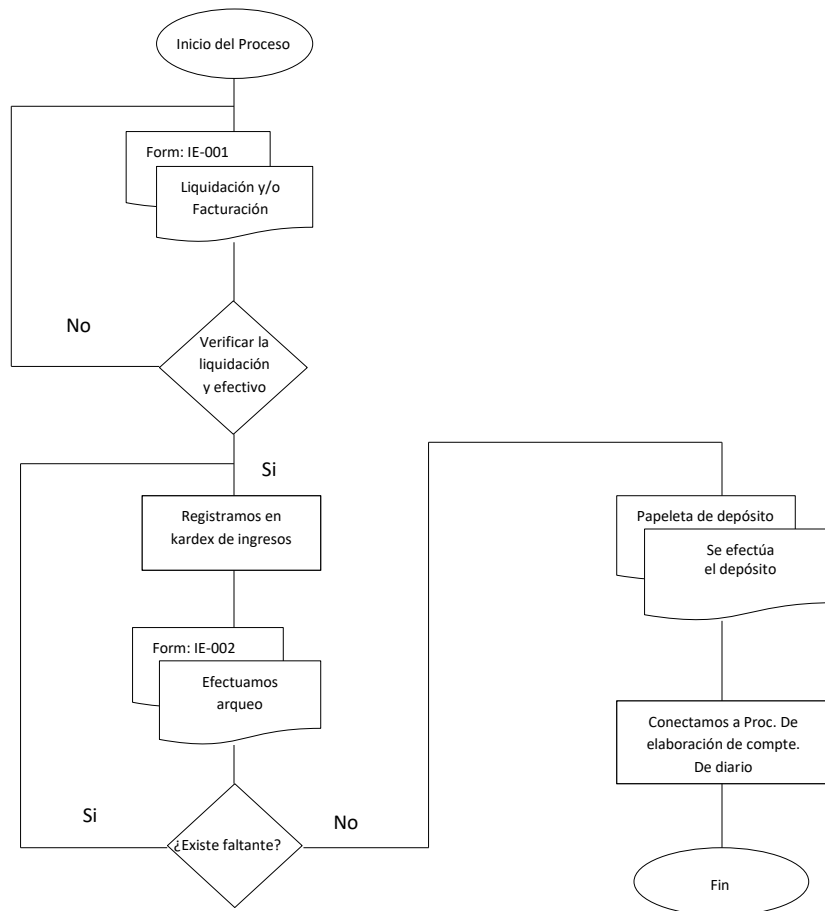 Inicio del Proceso
Form: IE-001
Liquidación y/o
Facturación
No
Verificar la
liquidación
y efectivo
Si
Registramos en
kardex de ingresos
Form: IE-002
Efectuamos
arqueo
Si
¿Existe faltante?
No
Papeleta de depósito
Se efectúa
el depósito
Conectamos a Proc. De
elaboración de compte.
De diario
Fin